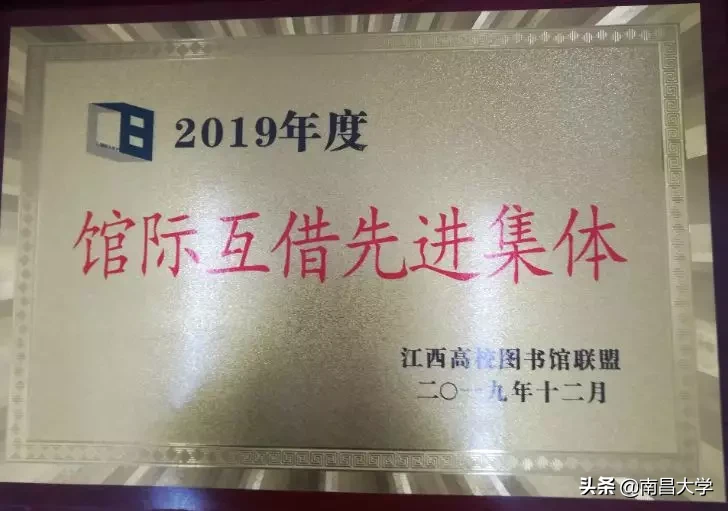 2019年度
馆际互借先进集体
江西高校图书馆联盟
二〇一九年十二月
头条 @南昌大学